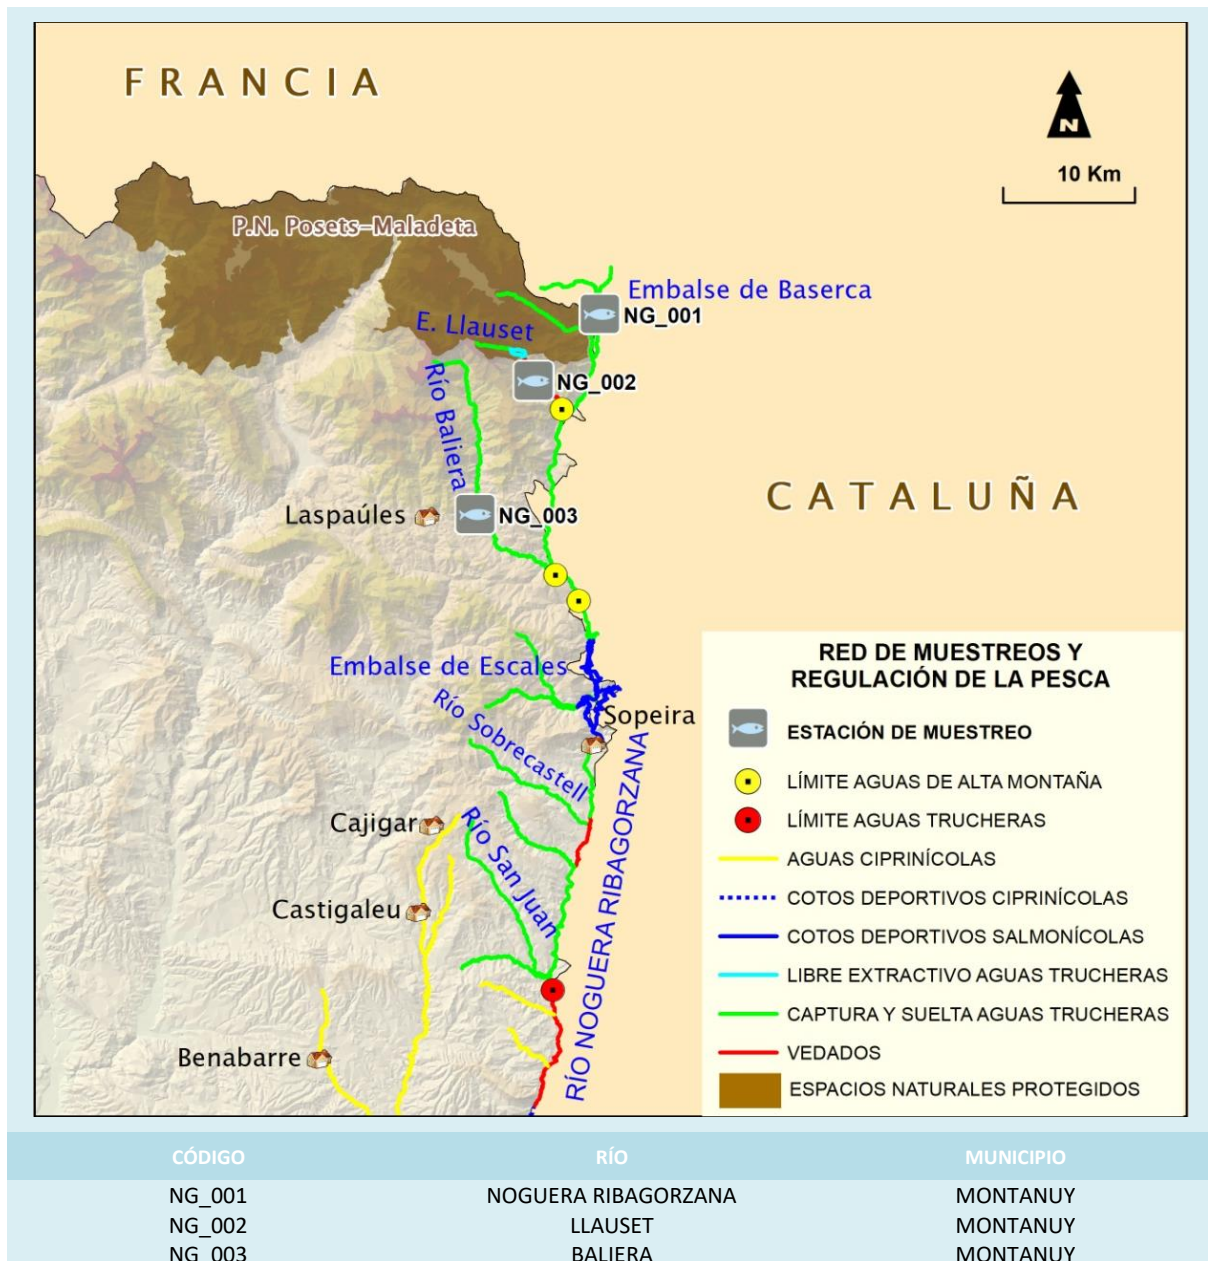 FRANCIA
N
10 Km
P.N. Posets-Maladeta
Embalse de Baserca
NG_001
E. Llauset
NG_002
Río Baliera
CATALUÑA
Laspaúles
NG_003
Embalse de Escales
Sopeira
Río Sobrecastell
Cajigar
Río San Juan
Castigaleu
RÍO NOGUERA RIBAGORZANA
Benabarre
RED DE MUESTREOS Y
REGULACIÓN DE LA PESCA
ESTACIÓN DE MUESTREO
LÍMITE AGUAS DE ALTA MONTAÑA
LÍMITE AGUAS TRUCHERAS
AGUAS CIPRINÍCOLAS
COTOS DEPORTIVOS CIPRINÍCOLAS
COTOS DEPORTIVOS SALMONÍCOLAS
LIBRE EXTRACTIVO AGUAS TRUCHERAS
CAPTURA Y SUELTA AGUAS TRUCHERAS
VEDADOS
ESPACIOS NATURALES PROTEGIDOS
CÓDIGO RÍO MUNICIPIO
NG_001 NOGUERA RIBAGORZANA MONTANUY
NG_002 LLAUSET MONTANUY
NG_003 BALIERA MONTANUY